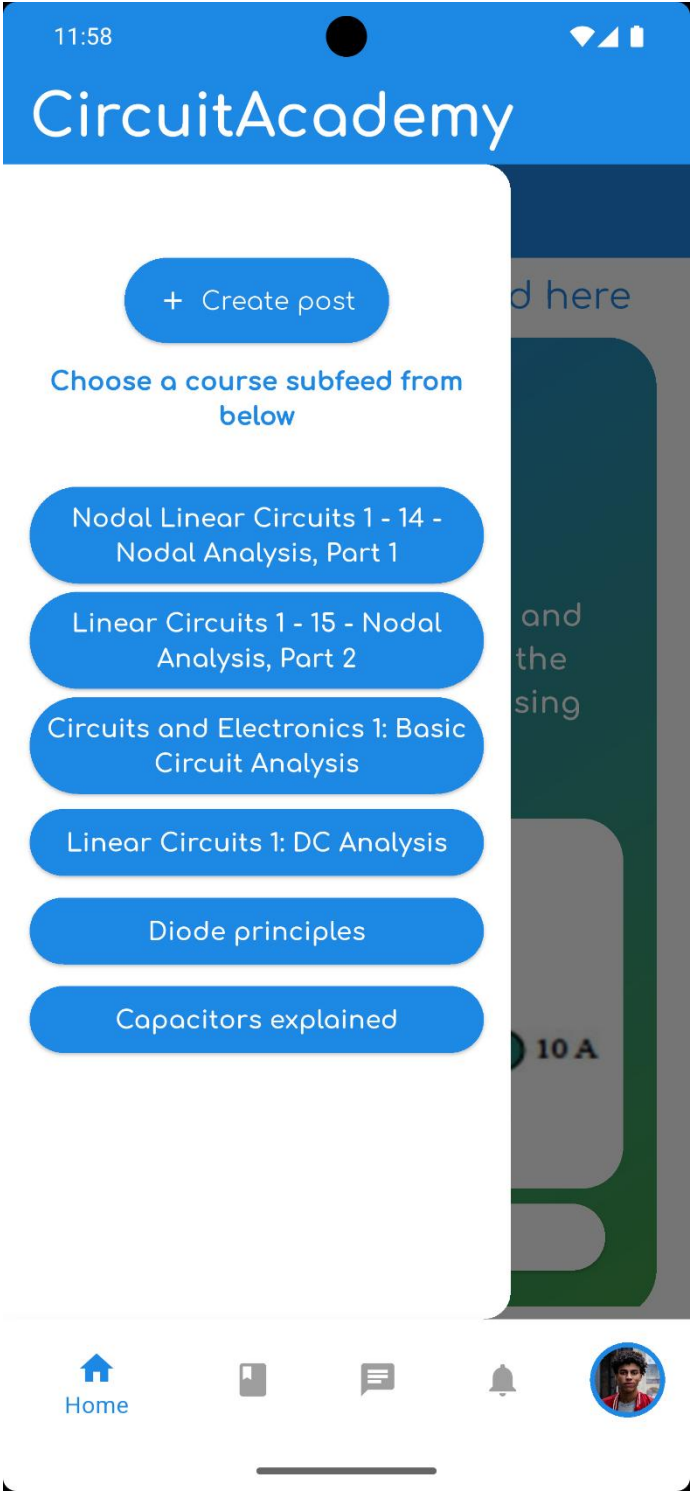 11:58
CircuitAcademy
+ Create post
d here
Choose a course subfeed from
below
Nodal Linear Circuits 1 - 14 -
Nodal Analysis, Part 1
Linear Circuits 1 - 15 - Nodal
Analysis, Part 2
and
the
sing
Circuits and Electronics 1: Basic
Circuit Analysis
Linear Circuits 1: DC Analysis
Diode principles
Capacitors explained
10 A
Home